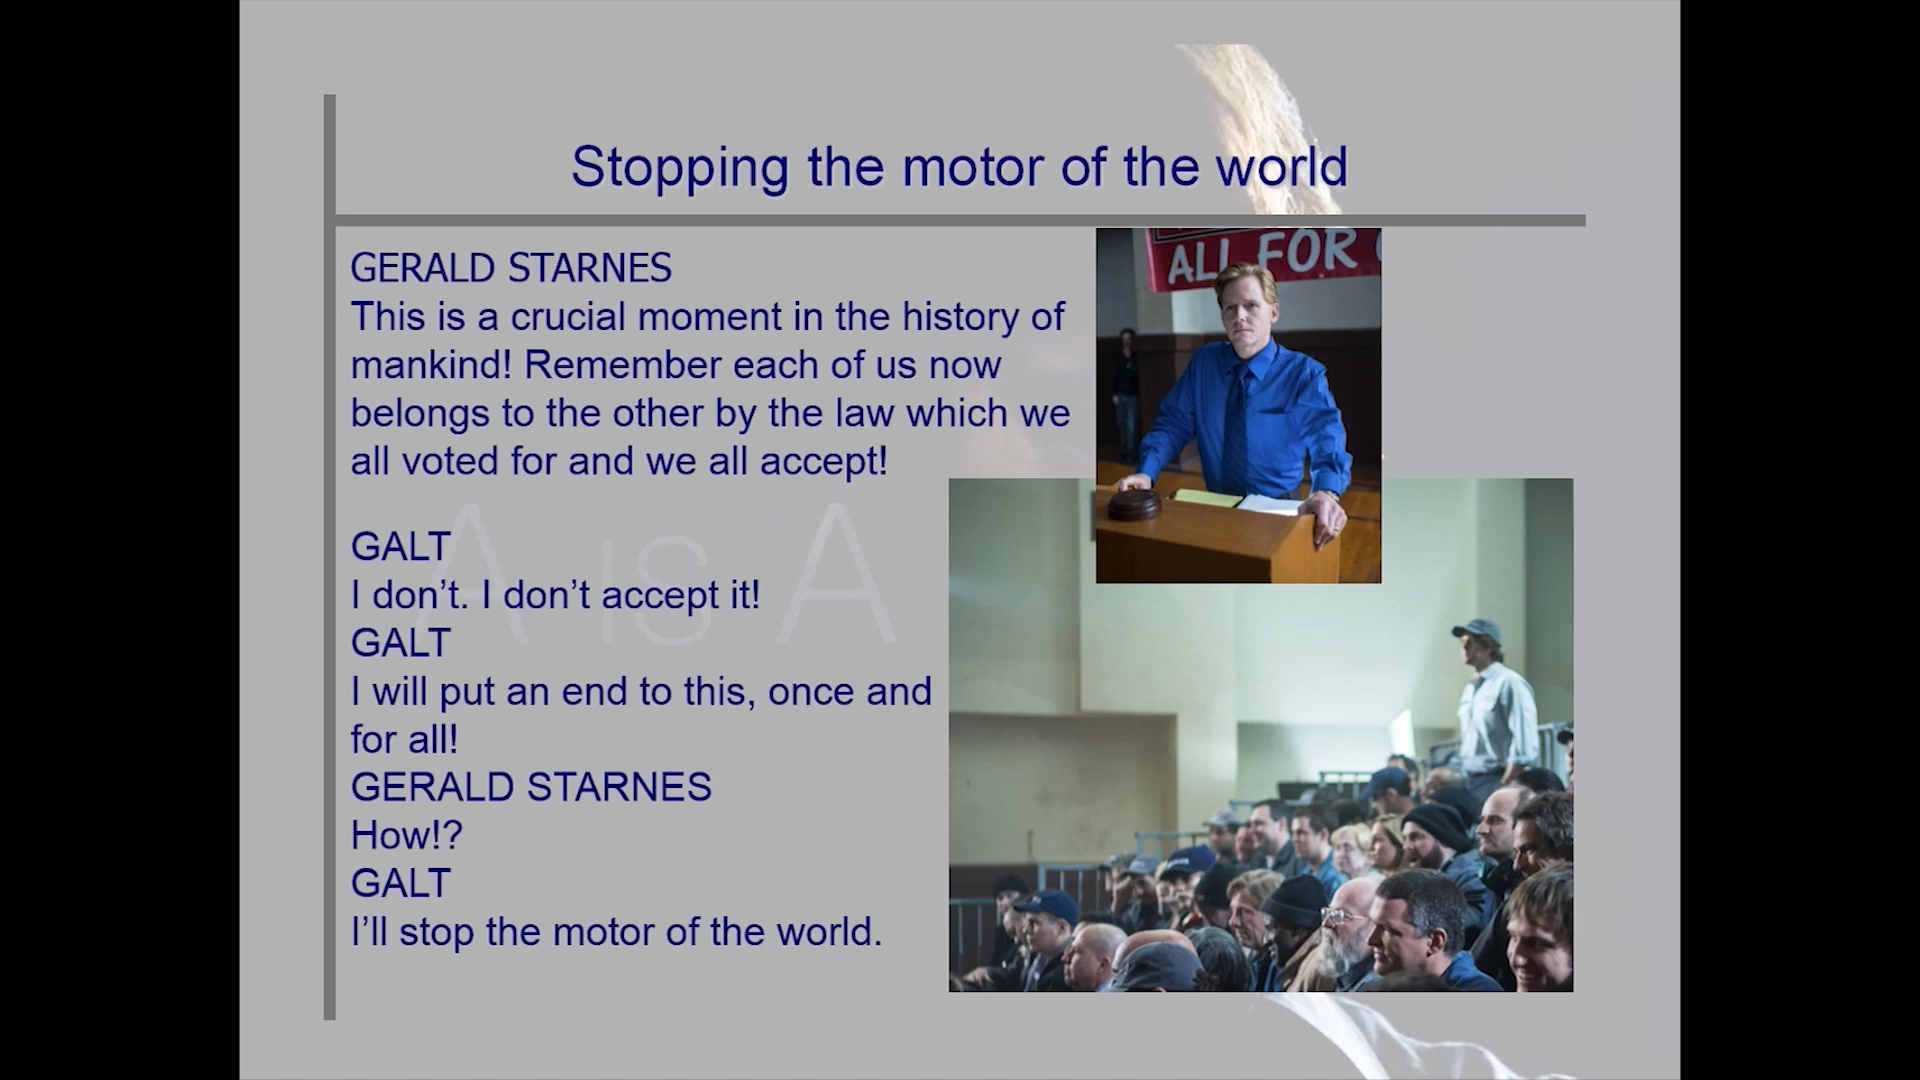 Stopping the motor of the world
GERALD STARNES
This is a crucial moment in the history of
mankind! Remember each of us now
belongs to the other by the law which we
all voted for and we all accept!
GALT
I don’t. I don’t accept it!
GALT
I will put an end to this, once and
for all!
GERALD STARNES
How!?
GALT
I’ll stop the motor of the world.
ALL FOR
A IS A